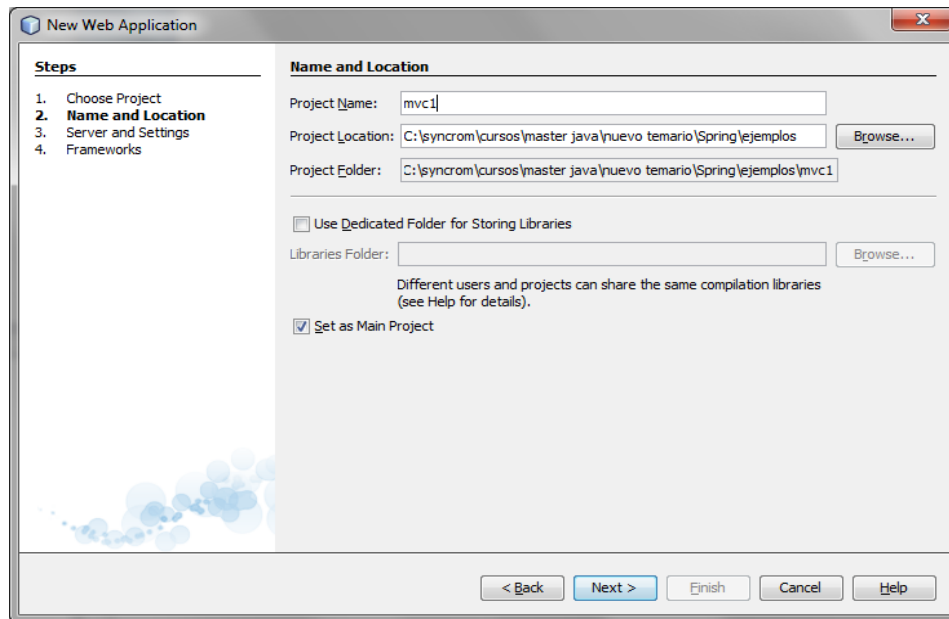 New Web Application
Steps
1. Choose Project
2. Name and Location
3. Server and Settings
4. Frameworks
Name and Location
Project Name: mvc1
Project Location: C:\syncrom\cursos\master java\nuevo temario\Spring\ejemplos Browse...
Project Folder: C:\syncrom\cursos\master java\nuevo temario\Spring\ejemplos\mvc1
Use Dedicated Folder for Storing Libraries
Libraries Folder: Browse...
Different users and projects can share the same compilation libraries
(see Help for details).
Set as Main Project
< Back Next > Finish Cancel Help